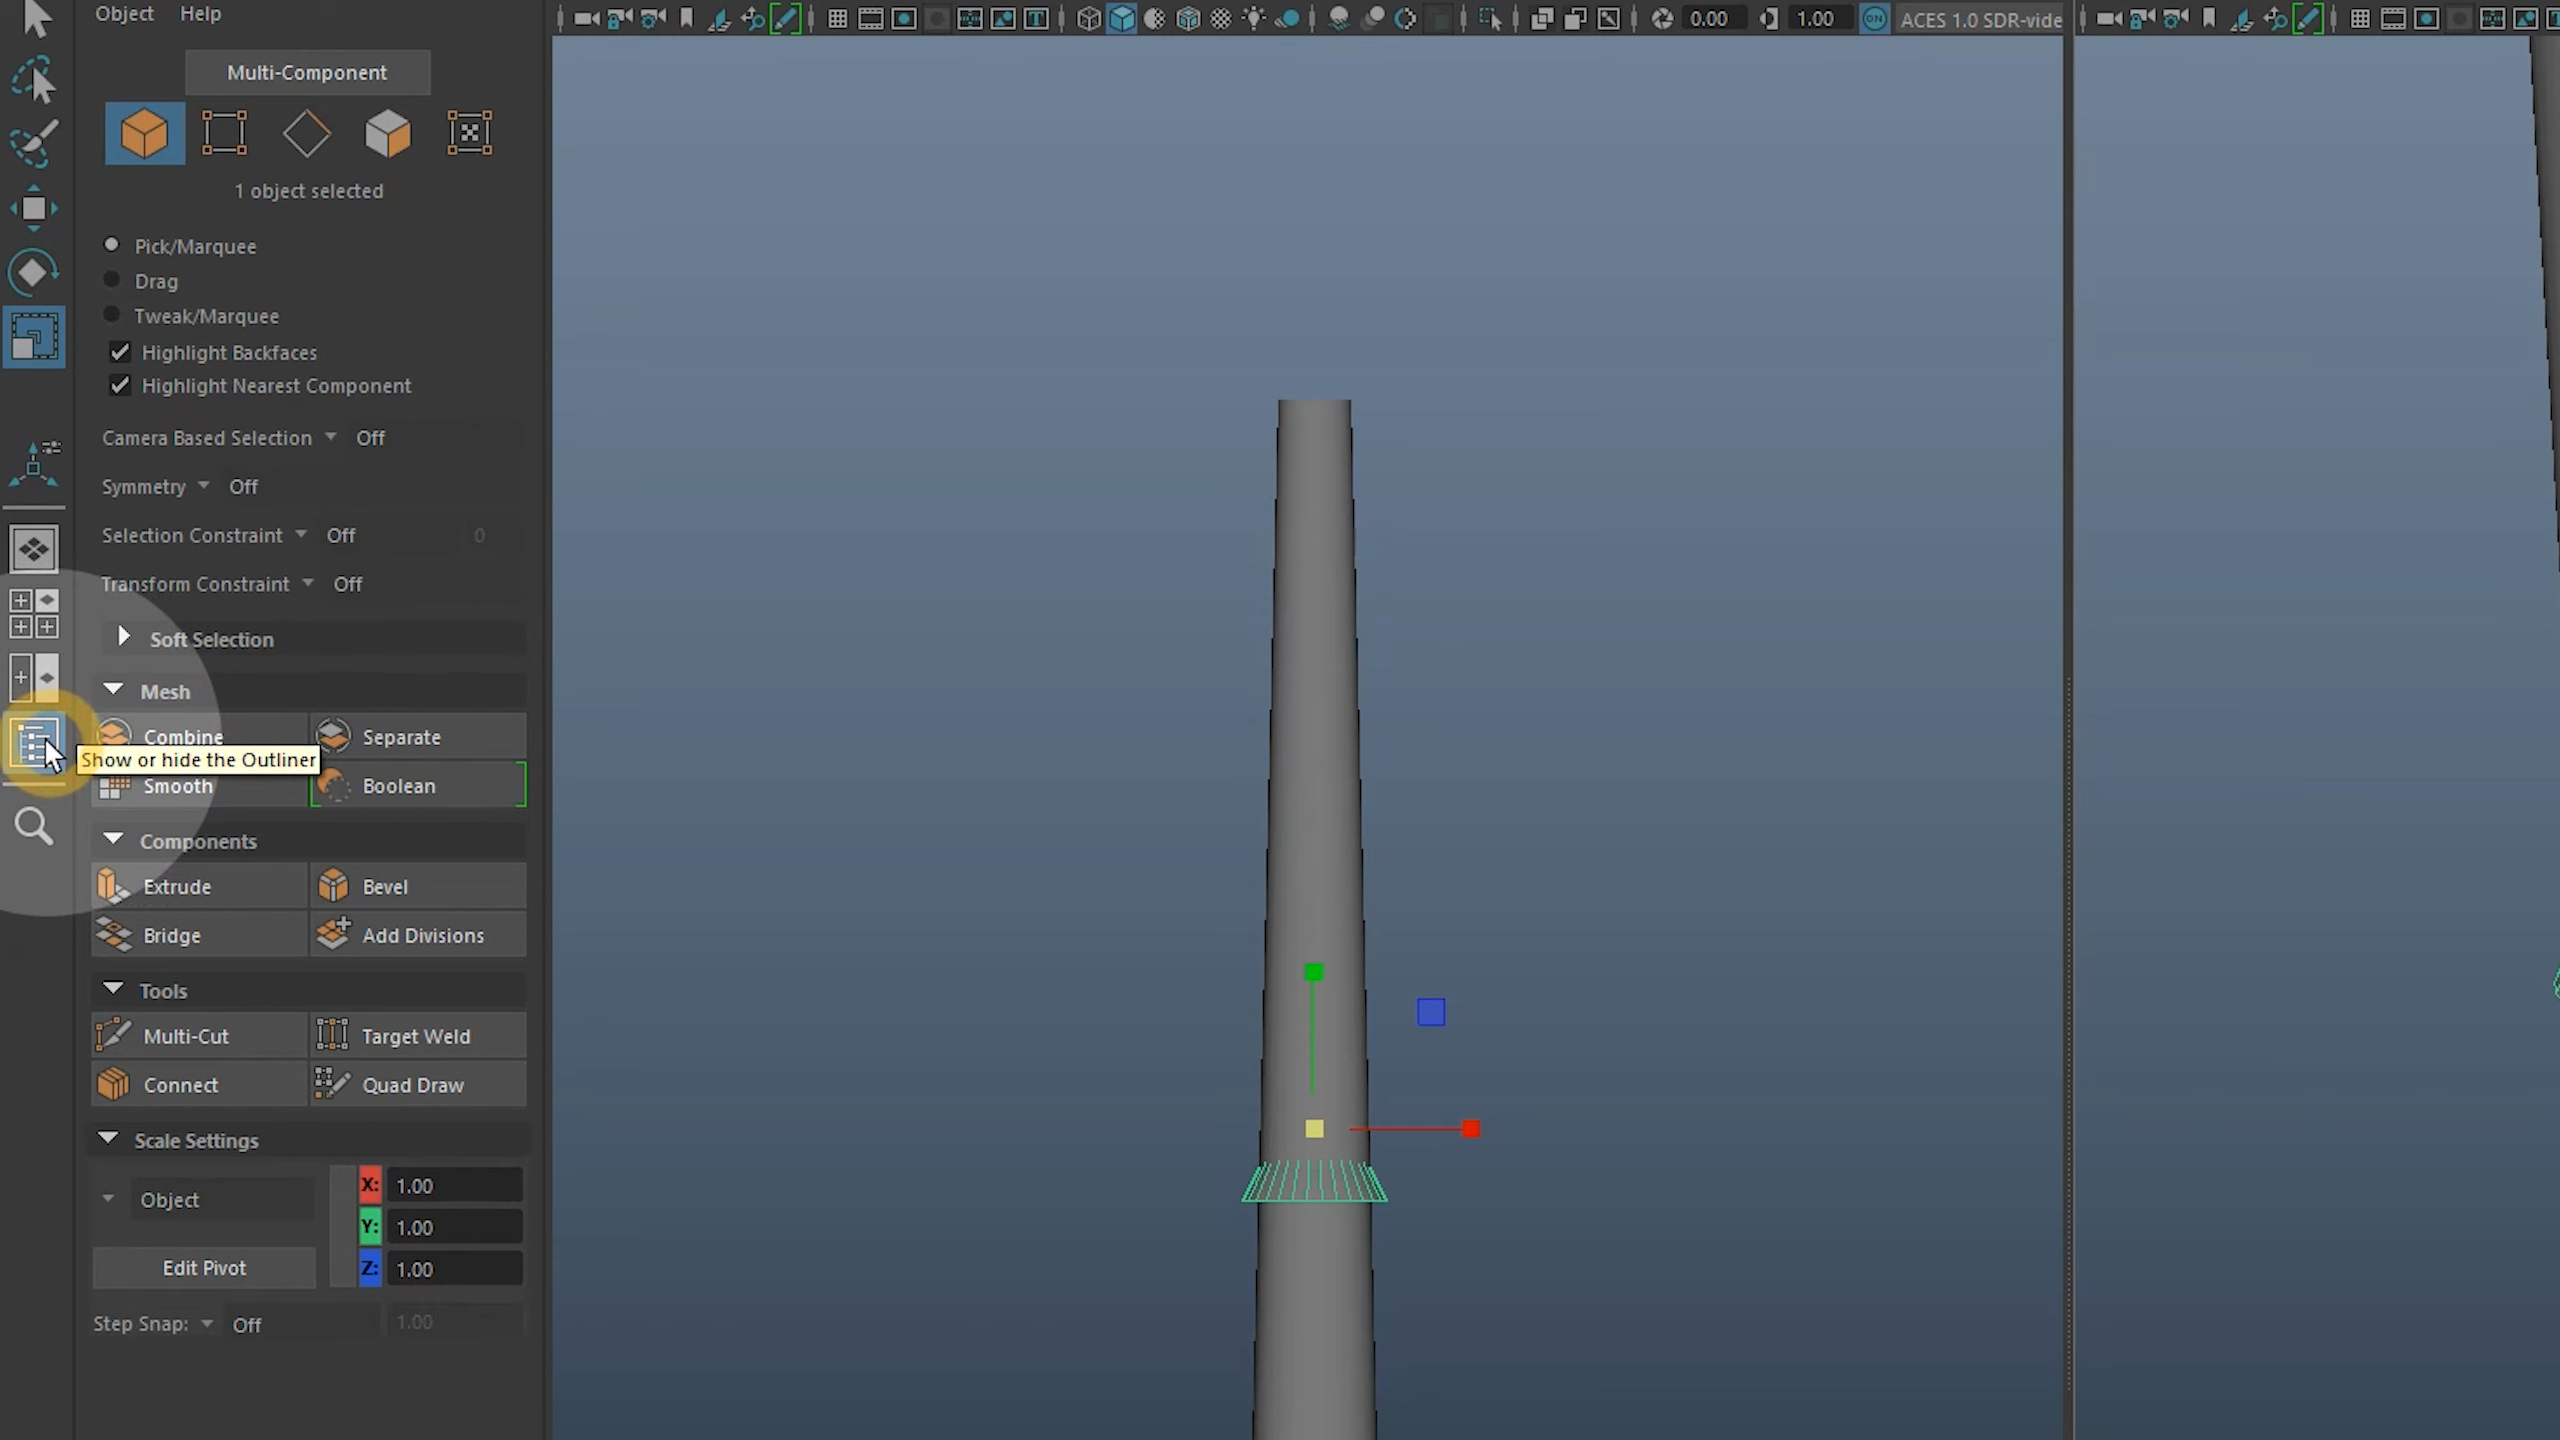 Object Help
0.00 1.00 ON ACES 1.0 SDR-vide
Multi-Component
1 object selected
Pick/Marquee
Drag
Tweak/Marquee
Highlight Backfaces
Highlight Nearest Component
Camera Based Selection Off
Symmetry Off
Selection Constraint Off 0
Transform Constraint Off
Soft Selection
Mesh
Combine Separate
Show or hide the Outliner
Smooth Boolean
Components
Extrude Bevel
Bridge Add Divisions
Tools
Multi-Cut Target Weld
Connect Quad Draw
Scale Settings
X: 1.00
Object
Y: 1.00
Edit Pivot
Z: 1.00
Step Snap: Off 1.00